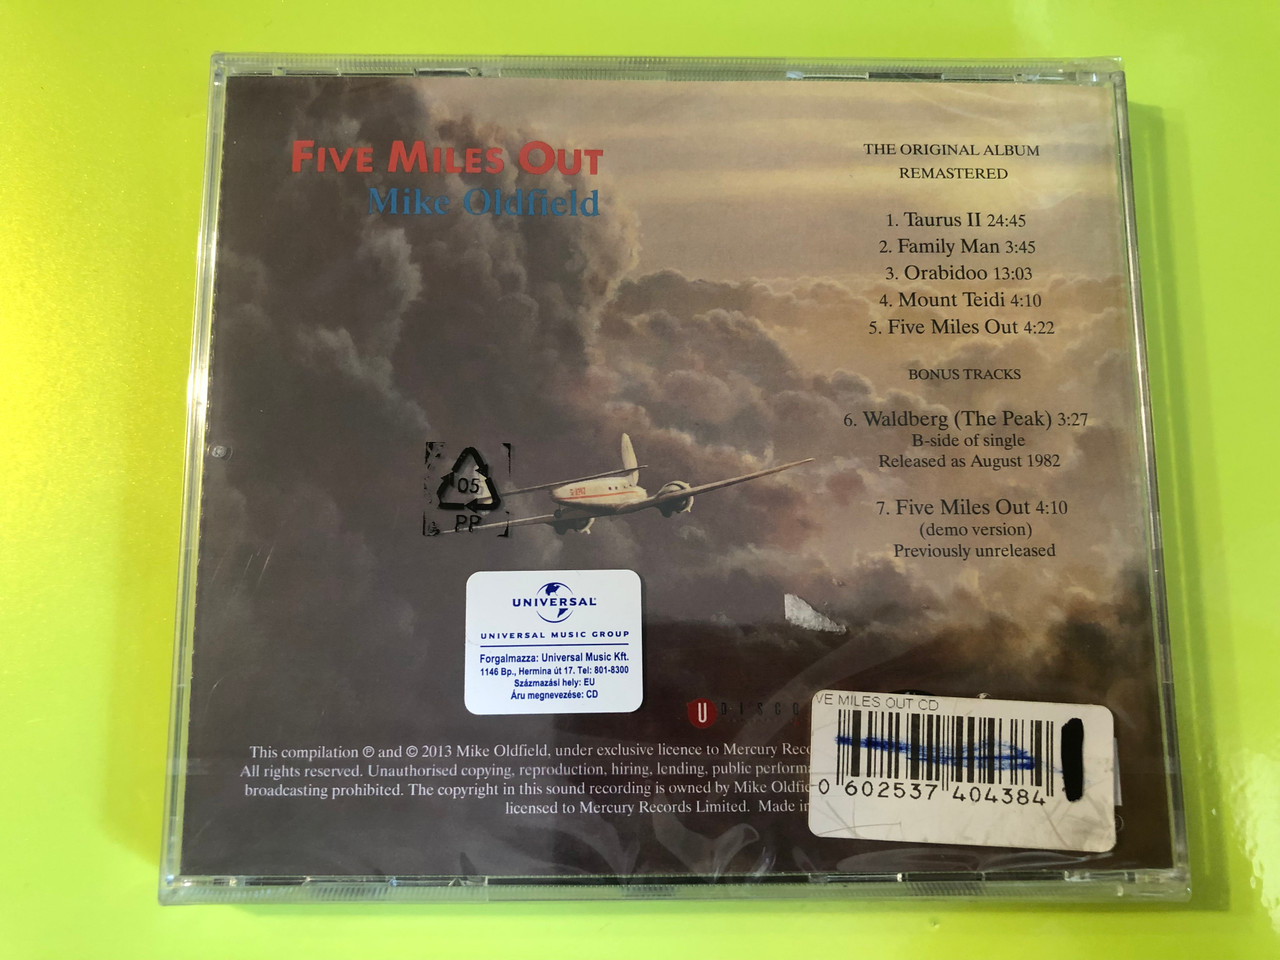 FIVE MILES OUT
Mike Oldfield
THE ORIGINAL ALBUM
REMASTERED
1. Taurus II 24:45
2. Family Man 3:45
3. Orabidoo 13:03
4. Mount Teidi 4:10
5. Five Miles Out 4:22
BONUS TRACKS
6. Waldberg (The Peak) 3:27
B-side of single
Released as August 1982
7. Five Miles Out 4:10
(demo version)
Previously unreleased
05
PP
UNIVERSAL
UNIVERSAL MUSIC GROUP
Forgalmazza: Universal Music Kft.
1146 Bp., Hermina út 17. Tel: 801-8300
Származási hely: EU
Áru megnevezése: CD
U DISCO
VE MILES OUT CD
0 602537 404384
This compilation ℗ and © 2013 Mike Oldfield, under exclusive licence to Mercury Reco
All rights reserved. Unauthorised copying, reproduction, hiring, lending, public performa
broadcasting prohibited. The copyright in this sound recording is owned by Mike Oldfie
licensed to Mercury Records Limited. Made in